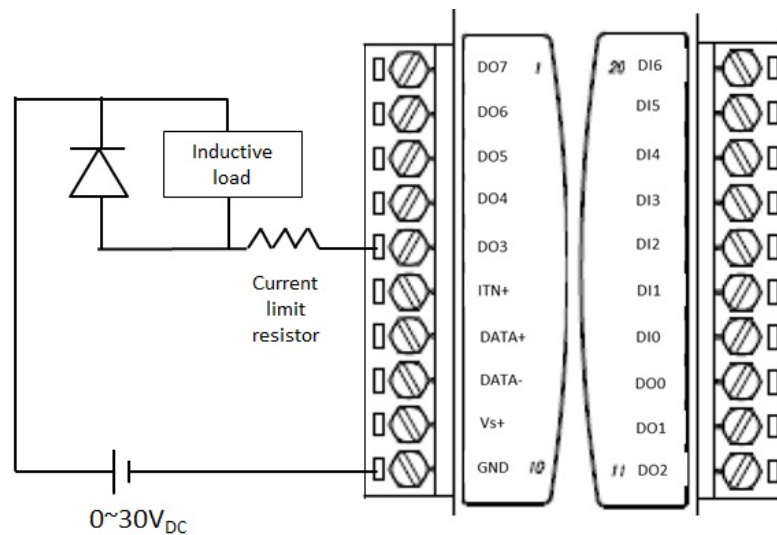 DO7 1
DO6
DO5
DO4
DO3
ITN+
DATA+
DATA-
Vs+
GND 10
20 DI6
DI5
DI4
DI3
DI2
DI1
DI0
DO0
DO1
11 DO2
Inductive
load
Current
limit
resistor
0~30VDC